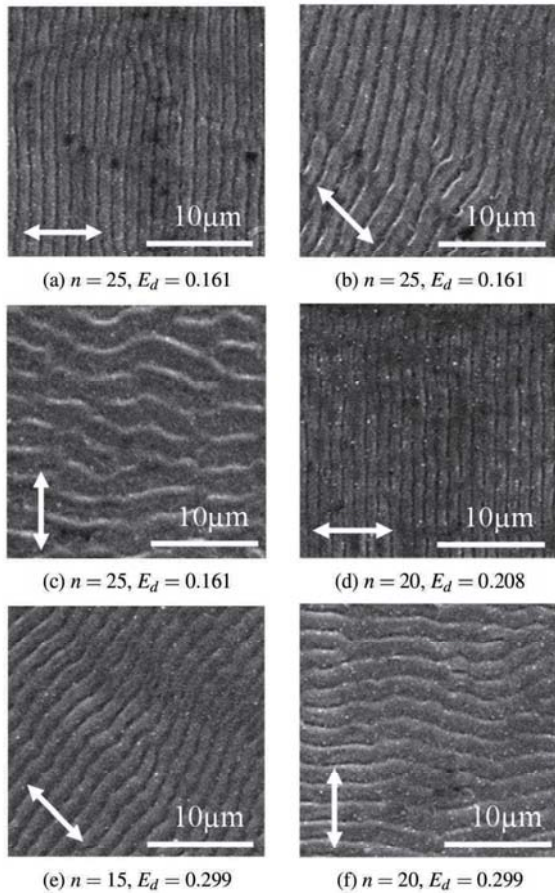 10μm
10μm
(a) n = 25, E_d = 0.161
(b) n = 25, E_d = 0.161
10μm
10μm
(c) n = 25, E_d = 0.161
(d) n = 20, E_d = 0.208
10μm
10μm
(e) n = 15, E_d = 0.299
(f) n = 20, E_d = 0.299